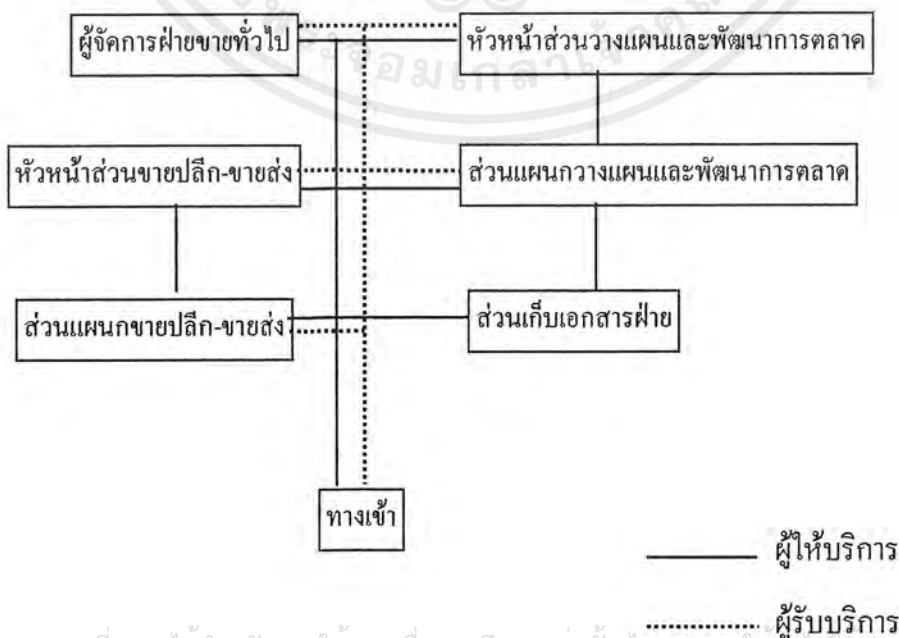 ผู้จัดการฝ่ายขายทั่วไป
หัวหน้าส่วนวางแผนและพัฒนาการตลาด
หัวหน้าส่วนขายปลีก-ขายส่ง
ส่วนแผนกวางแผนและพัฒนาการตลาด
ส่วนแผนกขายปลีก-ขายส่ง
ส่วนเก็บเอกสารฝ่าย
ทางเข้า
ผู้ให้บริการ
ผู้รับบริการ